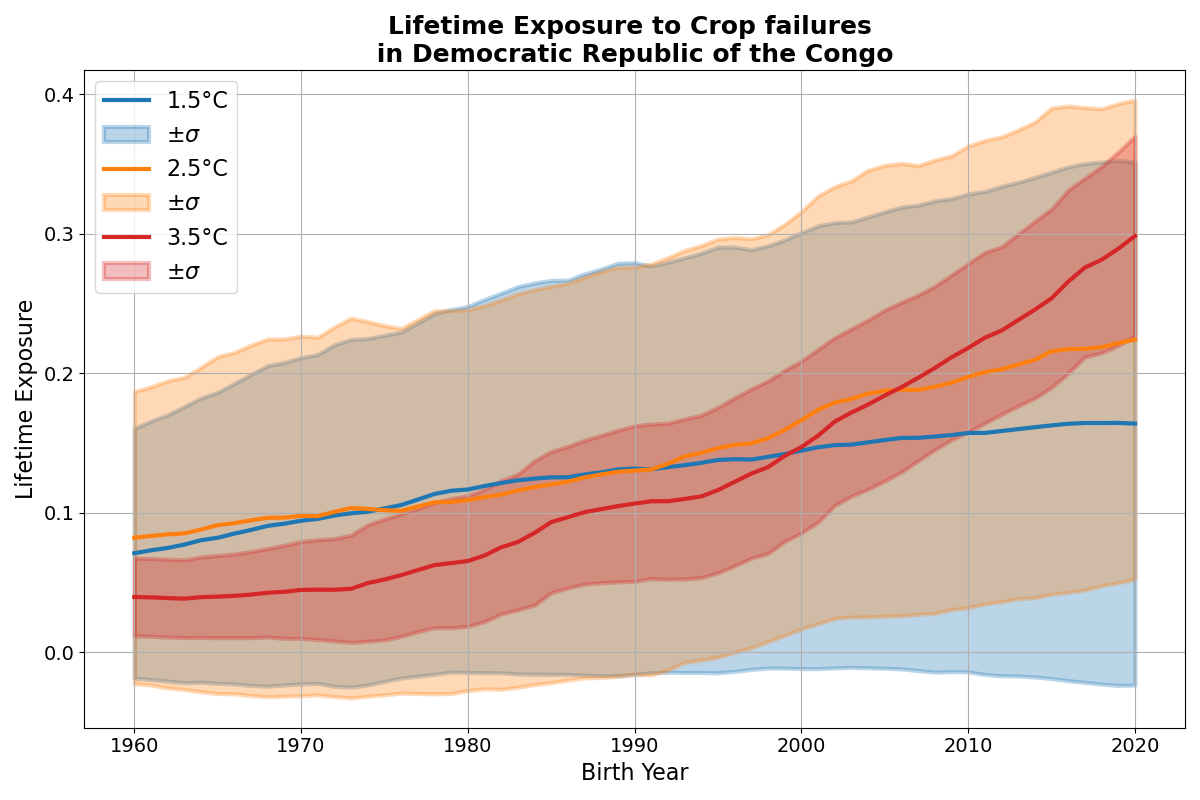 Lifetime Exposure to Crop failures
in Democratic Republic of the Congo
1.5°C
±σ
2.5°C
±σ
3.5°C
±σ
Lifetime Exposure
0.4
0.3
0.2
0.1
0.0
1960 1970 1980 1990 2000 2010 2020
Birth Year